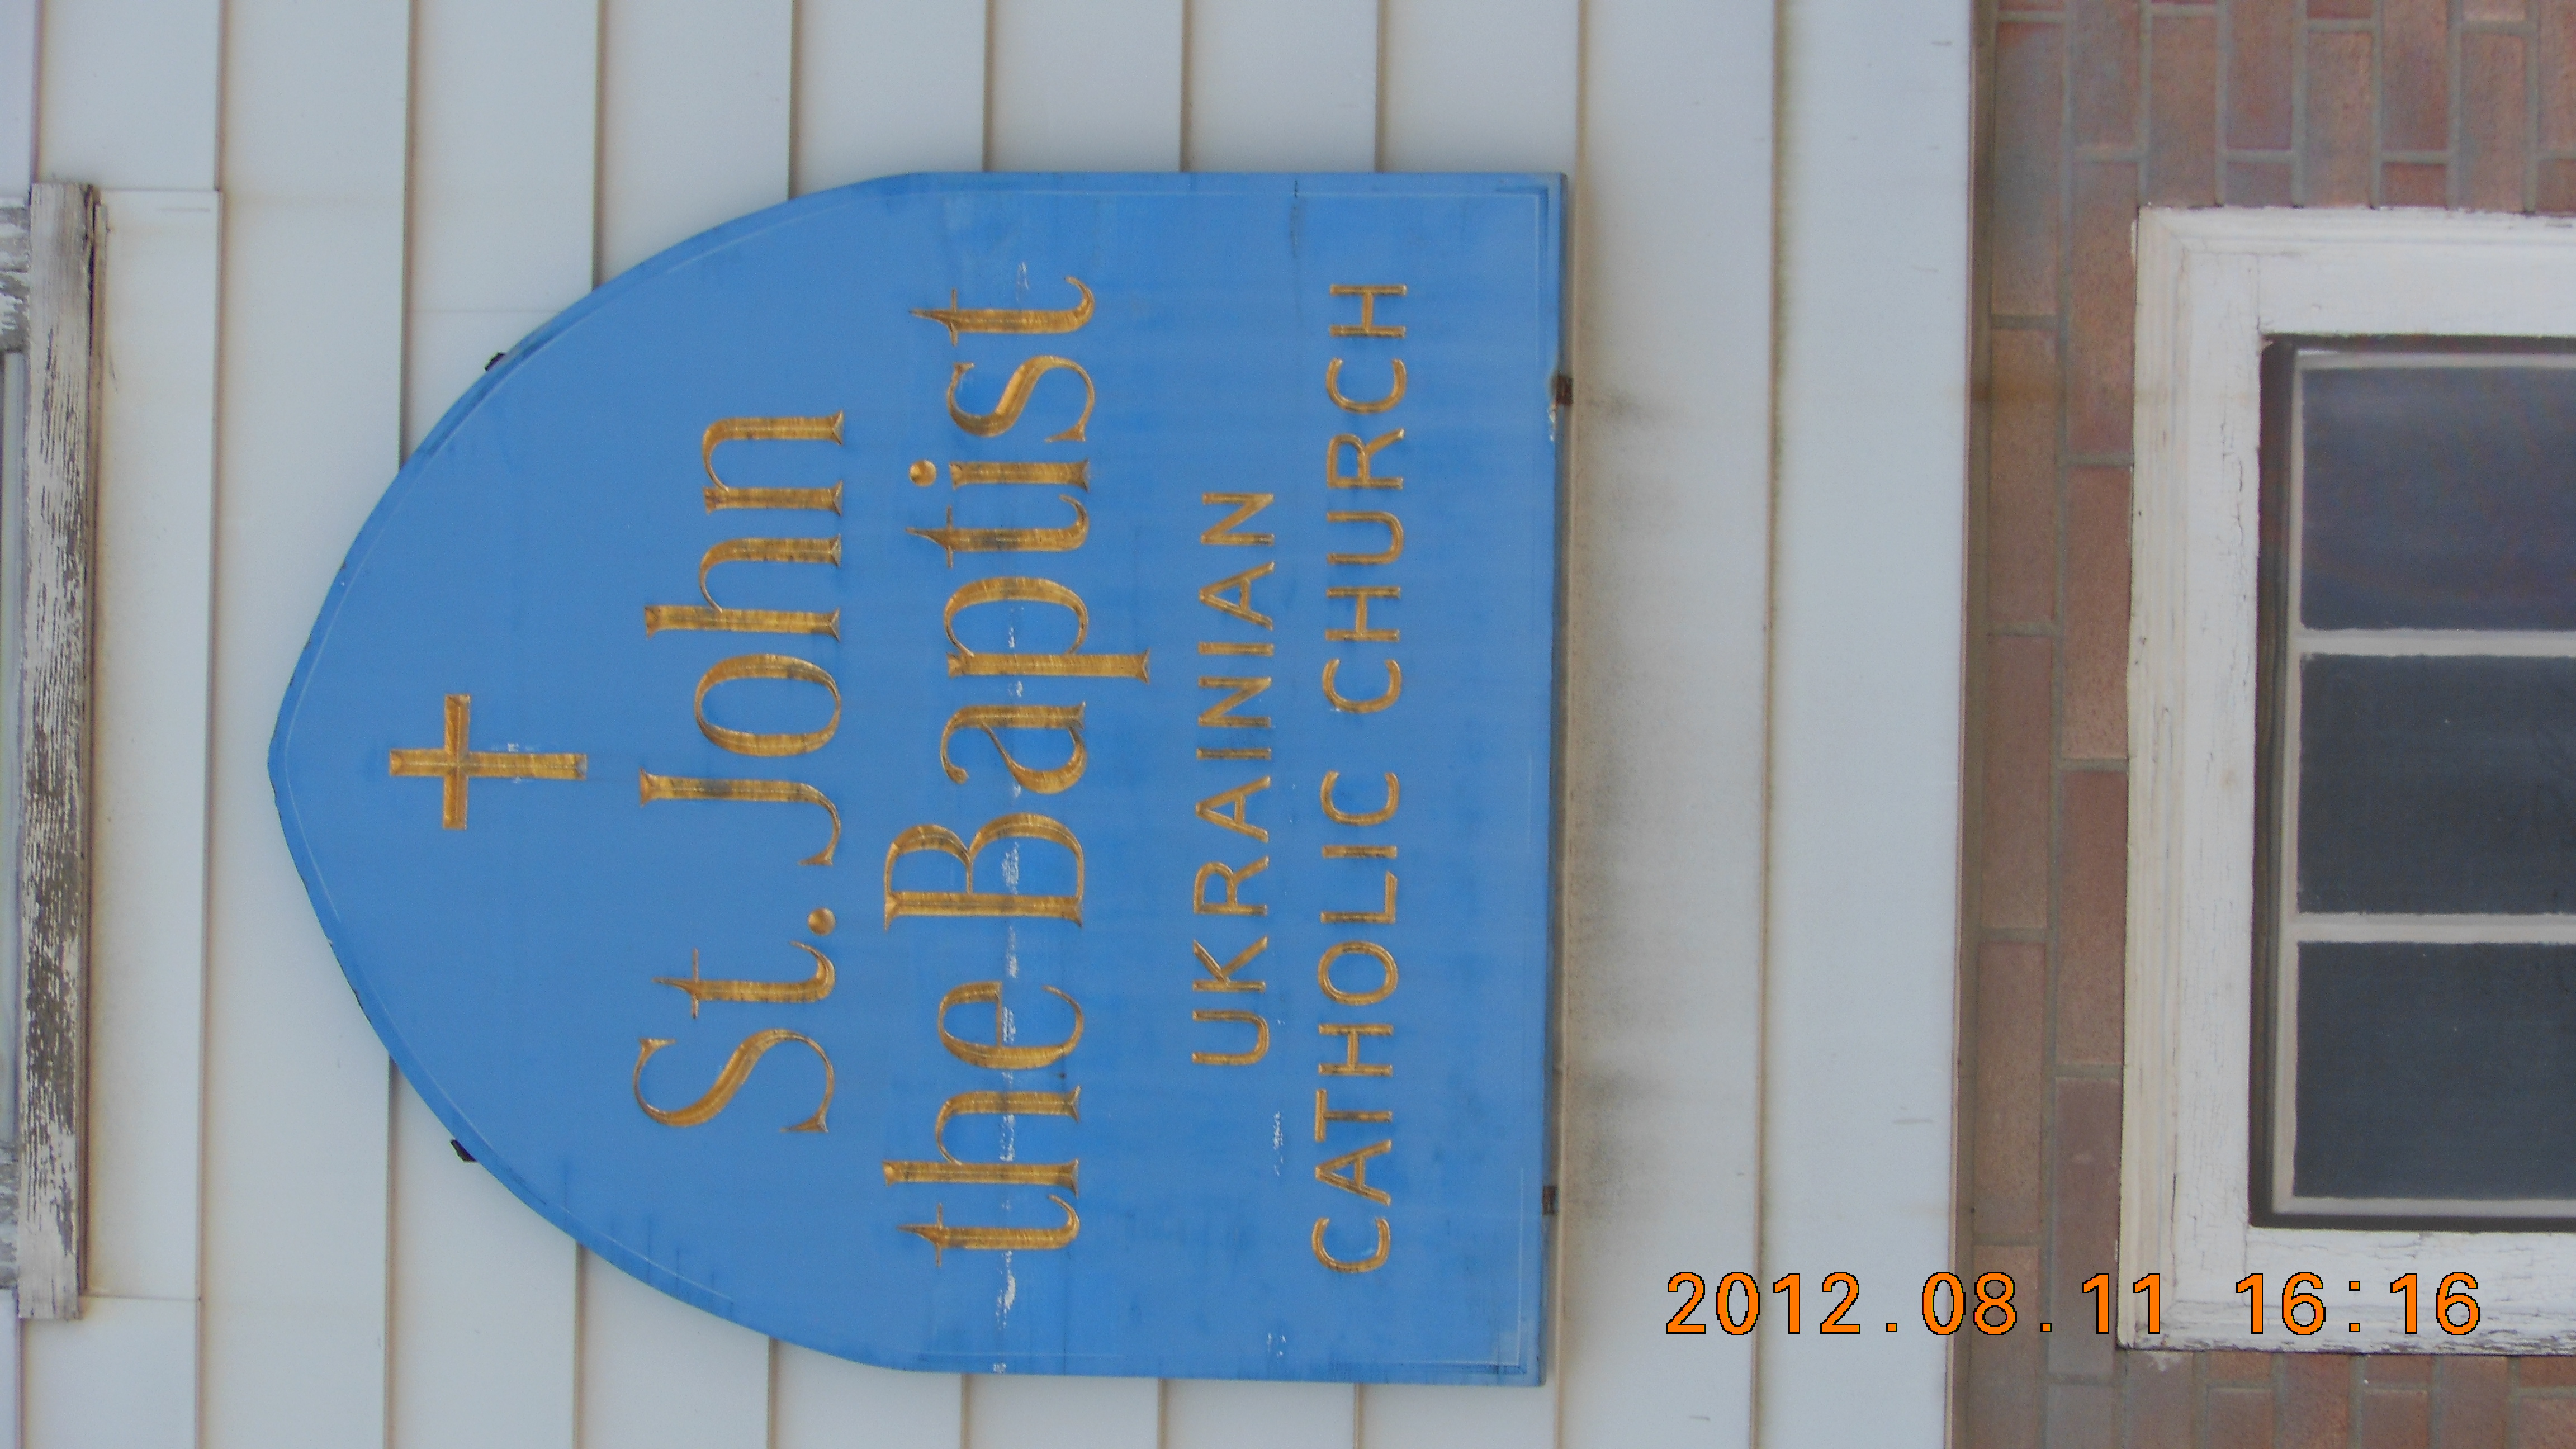 St. John
the Baptist
UKRAINIAN
CATHOLIC CHURCH
2012.08.11 16:16